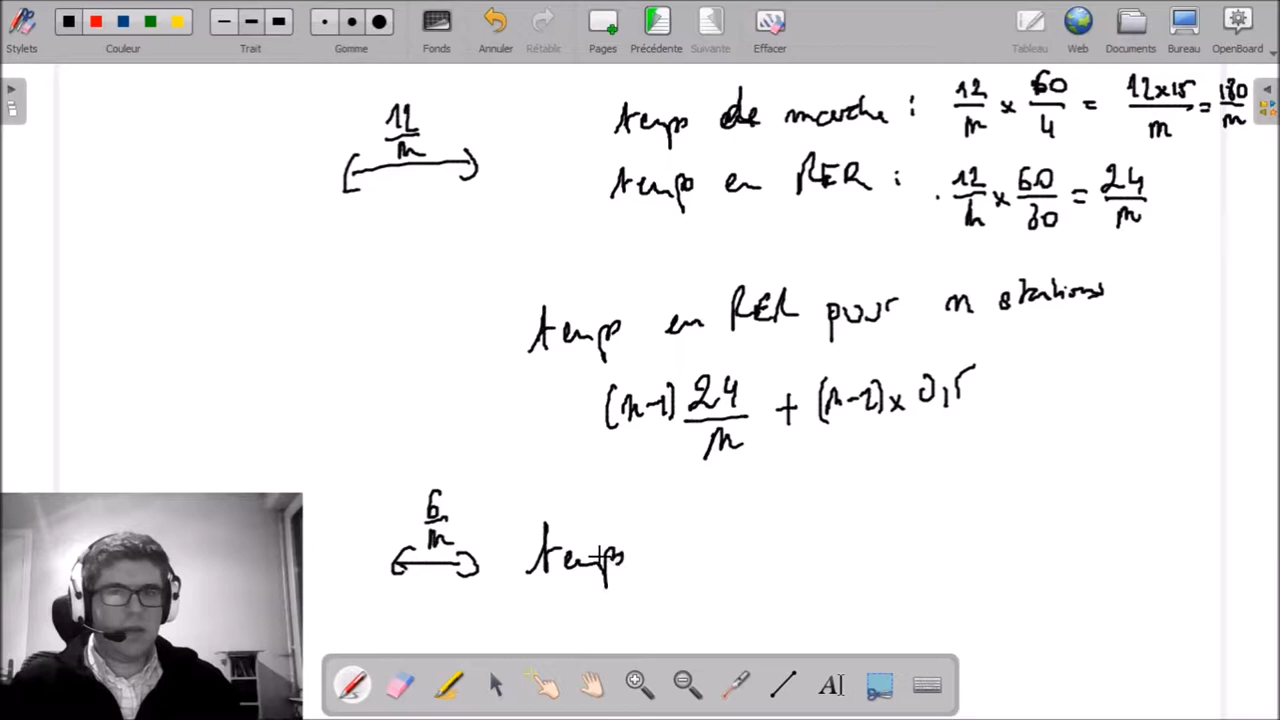 Stylets Couleur Trait Gomme Fonds Annuler Rétablir Pages Précédente Suivante Effacer Tableau Web Documents Bureau OpenBoard
12/n
temps de marche : 12/n × 60/4 = 12×15/n = 180/n
temps en RER : 12/n × 60/30 = 24/n
temps en RER pour n stations
(n-1) 24/n + (n-2) × 0,5
6/n temps